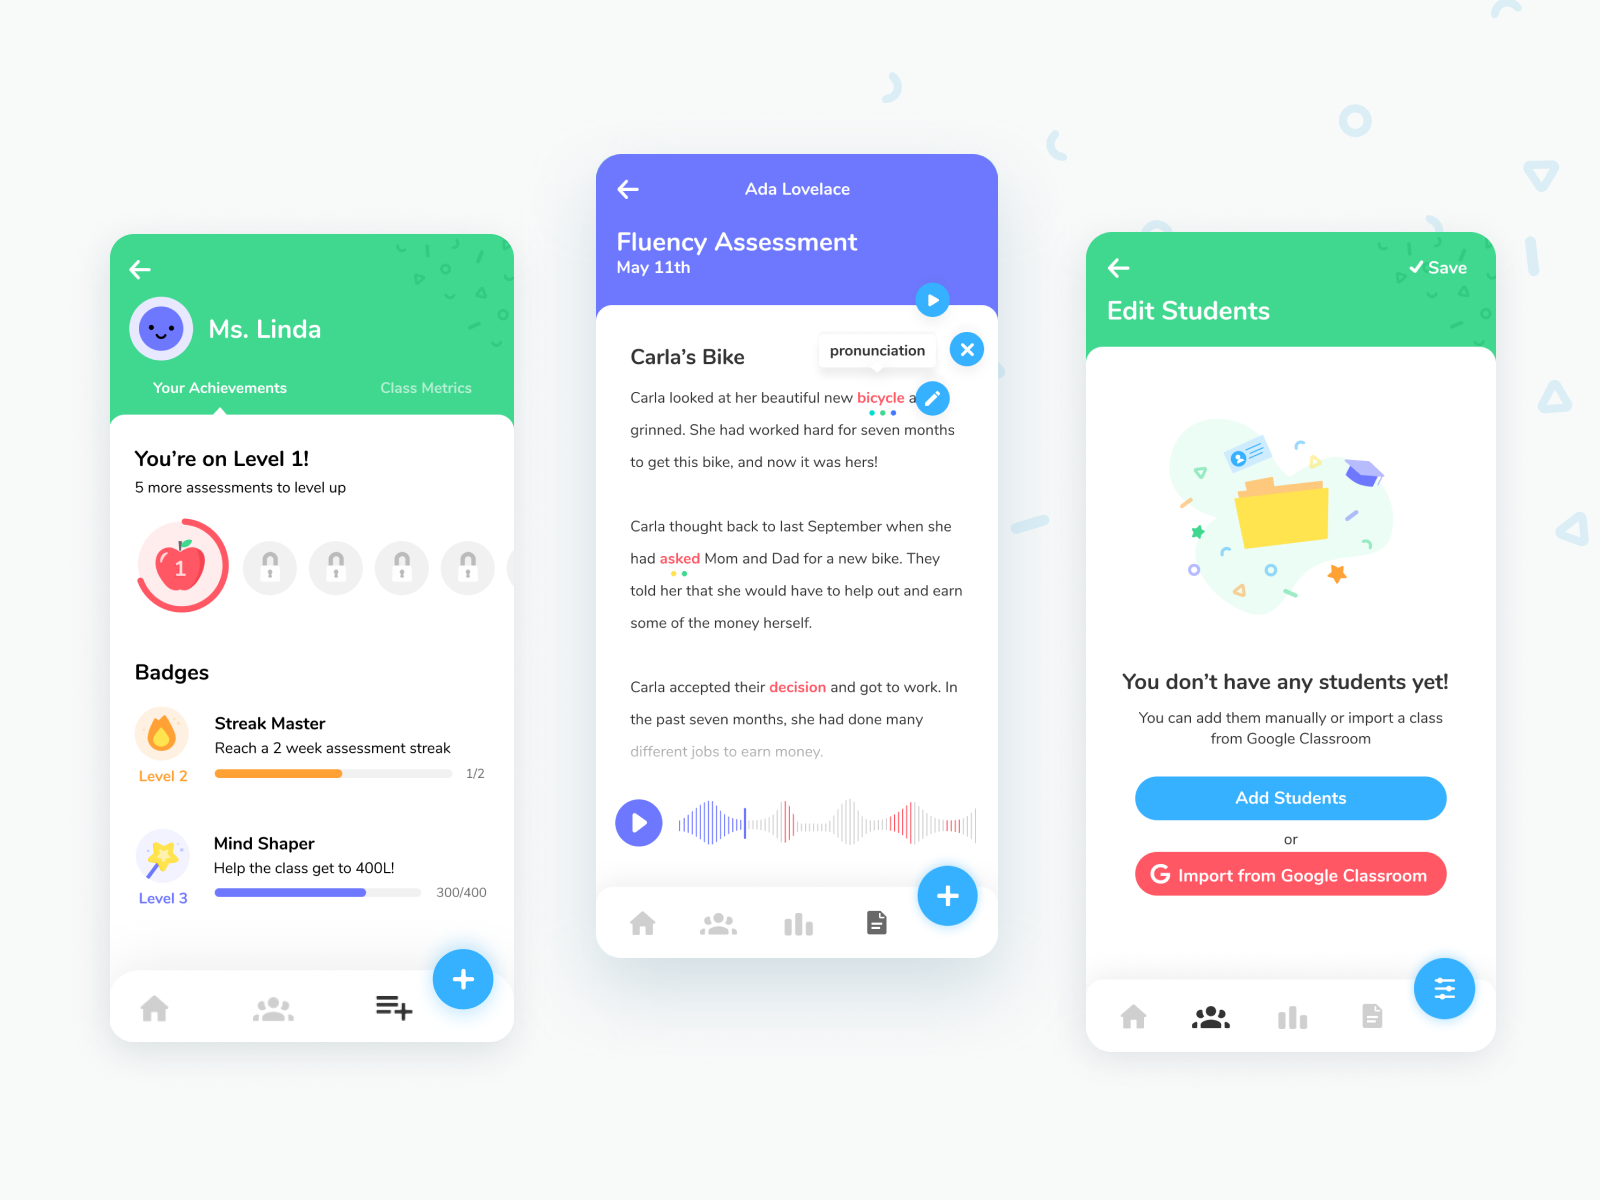 Ms. Linda
Your Achievements
Class Metrics
You’re on Level 1!
5 more assessments to level up
1
Badges
Streak Master
Reach a 2 week assessment streak
Level 2
1/2
Mind Shaper
Help the class get to 400L!
Level 3
300/400
Ada Lovelace
Fluency Assessment
May 11th
pronunciation
Carla’s Bike
Carla looked at her beautiful new bicycle a
grinned. She had worked hard for seven months
to get this bike, and now it was hers!
Carla thought back to last September when she
had asked Mom and Dad for a new bike. They
told her that she would have to help out and earn
some of the money herself.
Carla accepted their decision and got to work. In
the past seven months, she had done many
different jobs to earn money.
Save
Edit Students
You don’t have any students yet!
You can add them manually or import a class
from Google Classroom
Add Students
or
G Import from Google Classroom